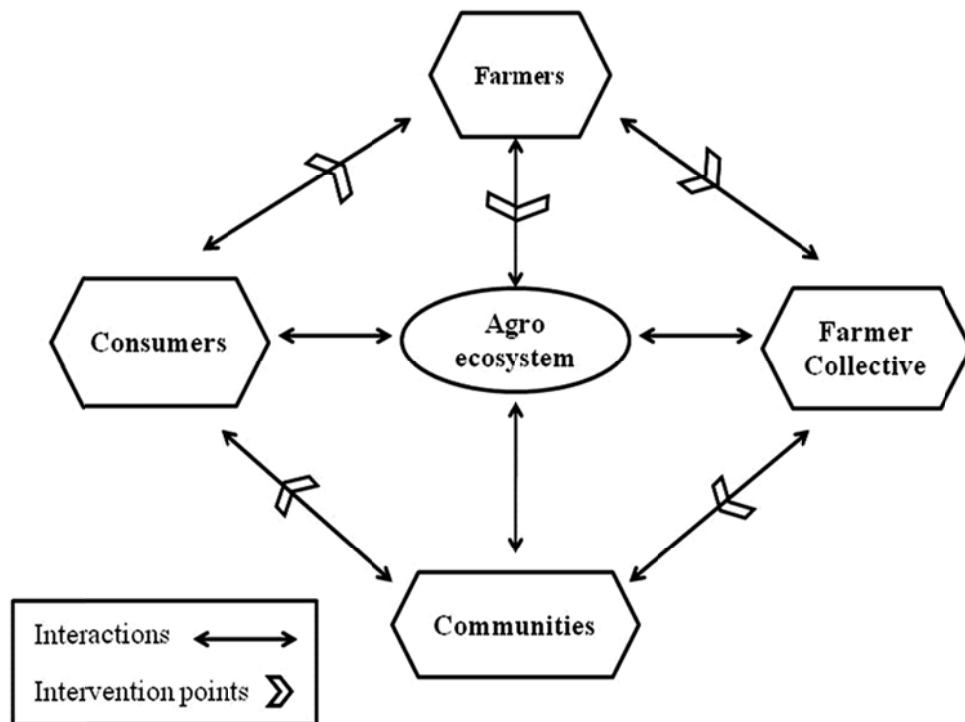 Farmers
Consumers
Agro
ecosystem
Farmer
Collective
Communities
Interactions
Intervention points